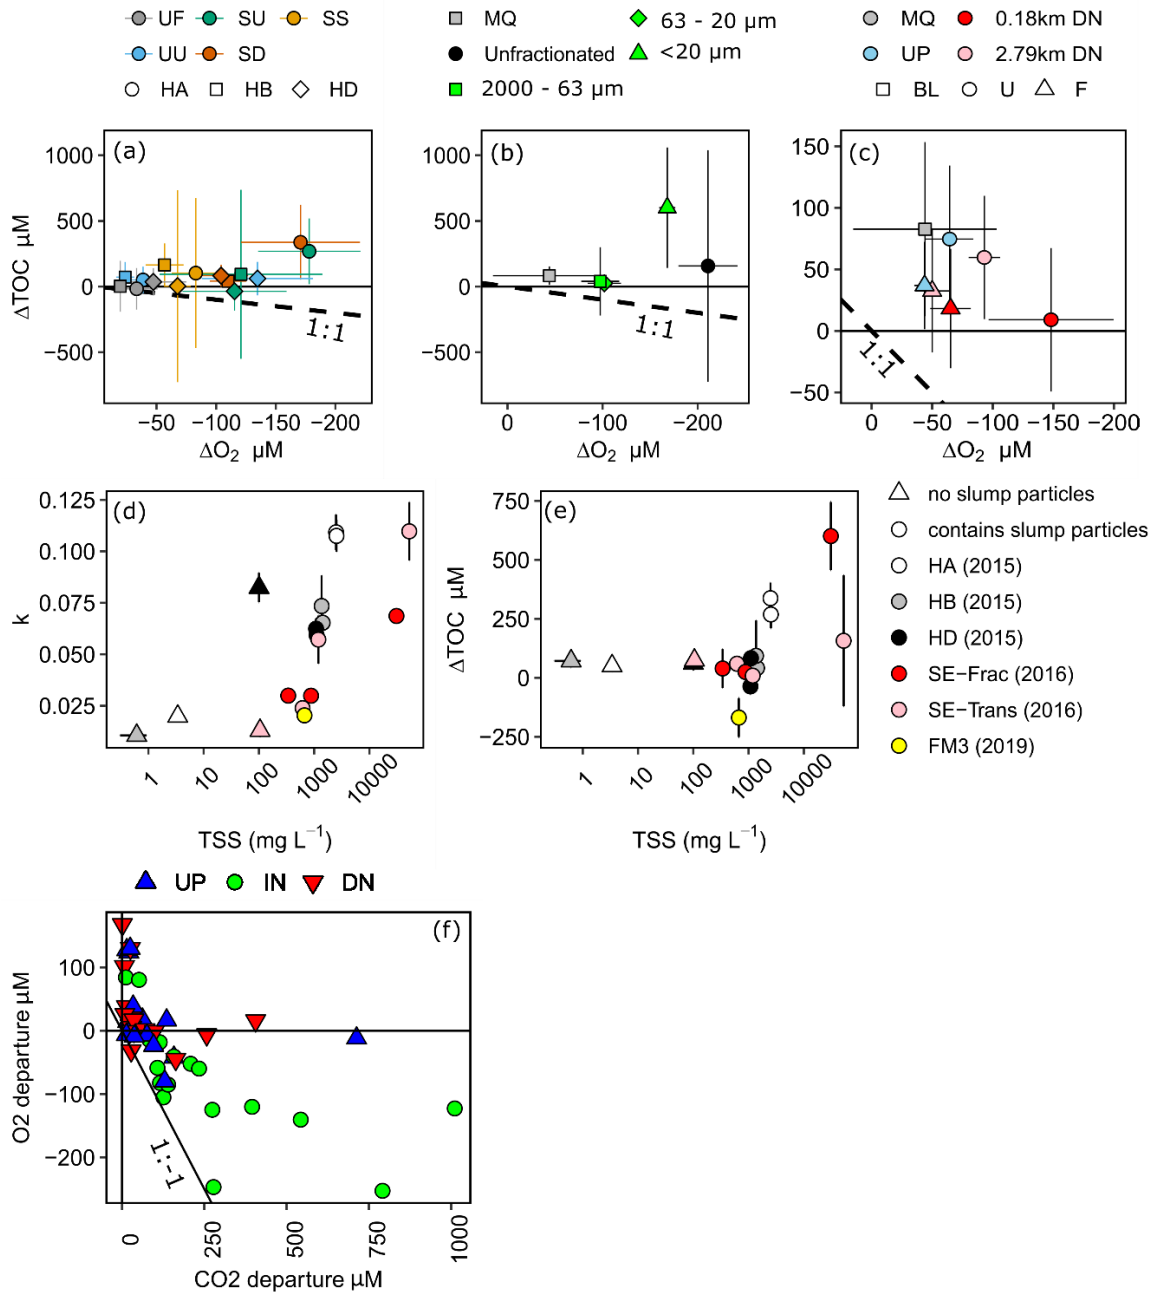 UF SU SS
UU SD
HA HB HD
MQ 63 - 20 µm
Unfractionated <20 µm
2000 - 63 µm
MQ 0.18km DN
UP 2.79km DN
BL U F
(a)
1000
500
0
−500
ΔTOC µM
1:1
−50 −100 −150 −200
ΔO2 µM
(b)
1000
500
0
−500
1:1
0 −100 −200
ΔO2 µM
(c)
150
100
50
0
−50
1:1
0 −50 −100 −150 −200
ΔO2 µM
(d)
0.125
0.100
0.075
0.050
0.025
k
1 10 100 1000 10000
TSS (mg L−1)
(e)
750
500
250
0
−250
ΔTOC µM
1 10 100 1000 10000
TSS (mg L−1)
no slump particles
contains slump particles
HA (2015)
HB (2015)
HD (2015)
SE−Frac (2016)
SE−Trans (2016)
FM3 (2019)
UP IN DN
(f)
100
0
−100
−200
O2 departure µM
1:-1
0 250 500 750 1000
CO2 departure µM